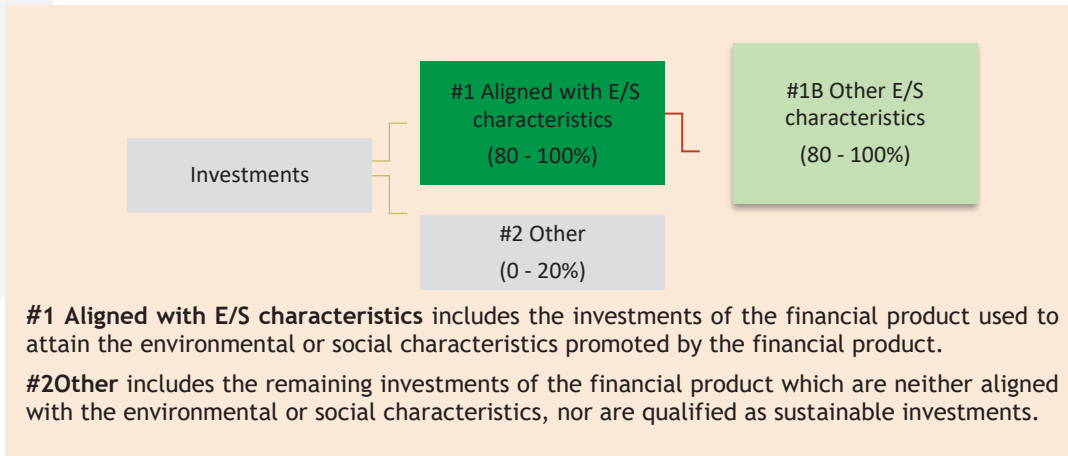 #1 Aligned with E/S
characteristics
(80 - 100%)
#1B Other E/S
characteristics
(80 - 100%)
Investments
#2 Other
(0 - 20%)
#1 Aligned with E/S characteristics includes the investments of the financial product used to
attain the environmental or social characteristics promoted by the financial product.
#2Other includes the remaining investments of the financial product which are neither aligned
with the environmental or social characteristics, nor are qualified as sustainable investments.